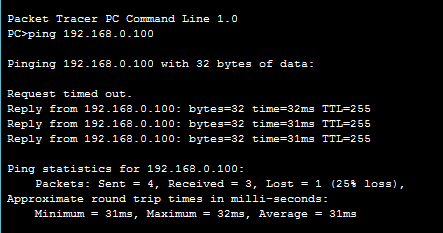 Packet Tracer PC Command Line 1.0
PC>ping 192.168.0.100
Pinging 192.168.0.100 with 32 bytes of data:
Request timed out.
Reply from 192.168.0.100: bytes=32 time=32ms TTL=255
Reply from 192.168.0.100: bytes=32 time=31ms TTL=255
Reply from 192.168.0.100: bytes=32 time=31ms TTL=255
Ping statistics for 192.168.0.100:
    Packets: Sent = 4, Received = 3, Lost = 1 (25% loss),
Approximate round trip times in milli-seconds:
    Minimum = 31ms, Maximum = 32ms, Average = 31ms